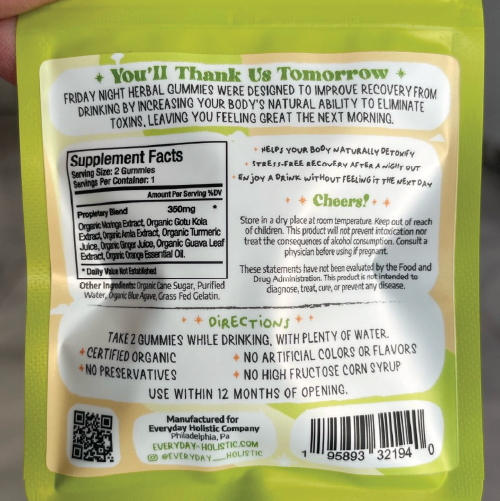 You'll Thank Us Tomorrow
FRIDAY NIGHT HERBAL GUMMIES WERE DESIGNED TO IMPROVE RECOVERY FROM
DRINKING BY INCREASING YOUR BODY'S NATURAL ABILITY TO ELIMINATE
TOXINS, LEAVING YOU FEELING GREAT THE NEXT MORNING.
Supplement Facts
Serving Size: 2 Gummies
Servings Per Container: 1
Amount Per Serving %DV
Propietary Blend 350mg *
Organic Moringa Extract, Organic Gotu Kola
Extract, Organic Amla Extract, Organic Turmeric
Juice, Organic Ginger Juice, Organic Guava Leaf
Extract, Organic Orange Essential Oil.
* Daily Value Not Established
Other Ingredients: Organic Cane Sugar, Purified
Water, Organic Blue Agave, Grass Fed Gelatin.
• HELPS YOUR BODY NATURALLY DETOXIFY
• STRESS-FREE RECOVERY AFTER A NIGHT OUT
• ENJOY A DRINK WITHOUT FEELING IT THE NEXT DAY
Cheers!
Store in a dry place at room temperature. Keep out of reach
of children. This product will not prevent intoxication nor
treat the consequences of alcohol consumption. Consult a
physician before using if pregnant.
These statements have not been evaluated by the Food and
Drug Administration. This product is not intended to
diagnose, treat, cure, or prevent any disease.
DIRECTIONS
TAKE 2 GUMMIES WHILE DRINKING, WITH PLENTY OF WATER.
CERTIFIED ORGANIC
NO ARTIFICIAL COLORS OR FLAVORS
NO PRESERVATIVES
NO HIGH FRUCTOSE CORN SYRUP
USE WITHIN 12 MONTHS OF OPENING.
Manufactured for
Everyday Holistic Company
Philadelphia, Pa
EVERYDAY-HOLISTIC.COM
@EVERYDAY__HOLISTIC
1 95893 32194 0